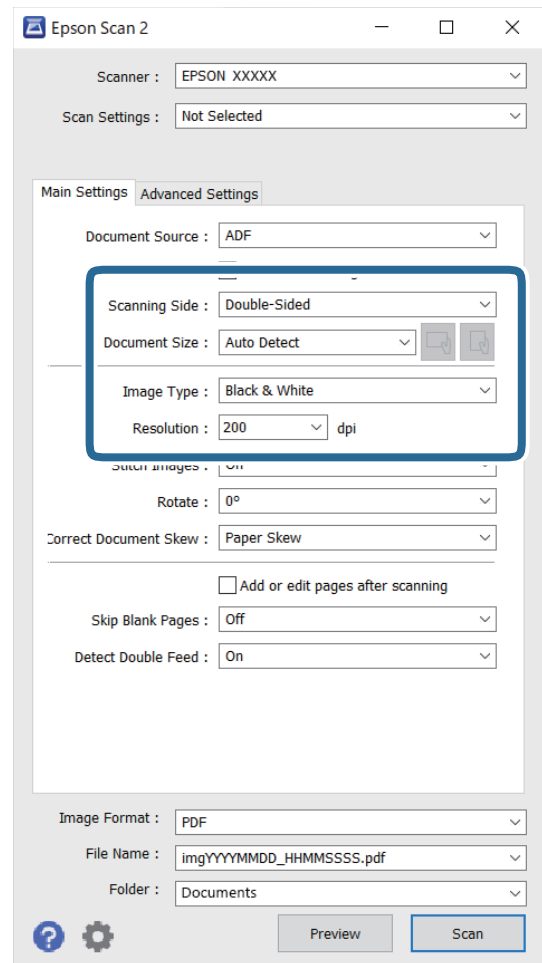 Epson Scan 2
Scanner : EPSON XXXXX
Scan Settings : Not Selected
Main Settings Advanced Settings
Document Source : ADF
Scanning Side : Double-Sided
Document Size : Auto Detect
Image Type : Black & White
Resolution : 200 dpi
Stitch Images : Off
Rotate : 0°
Correct Document Skew : Paper Skew
Add or edit pages after scanning
Skip Blank Pages : Off
Detect Double Feed : On
Image Format : PDF
File Name : imgYYYYMMDD_HHMMSSSS.pdf
Folder : Documents
? Preview Scan